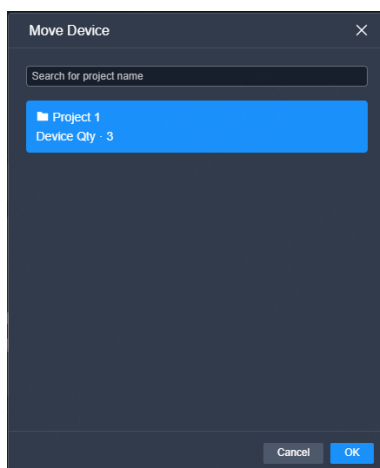 Move Device
Search for project name
Project 1
Device Qty · 3
Cancel OK